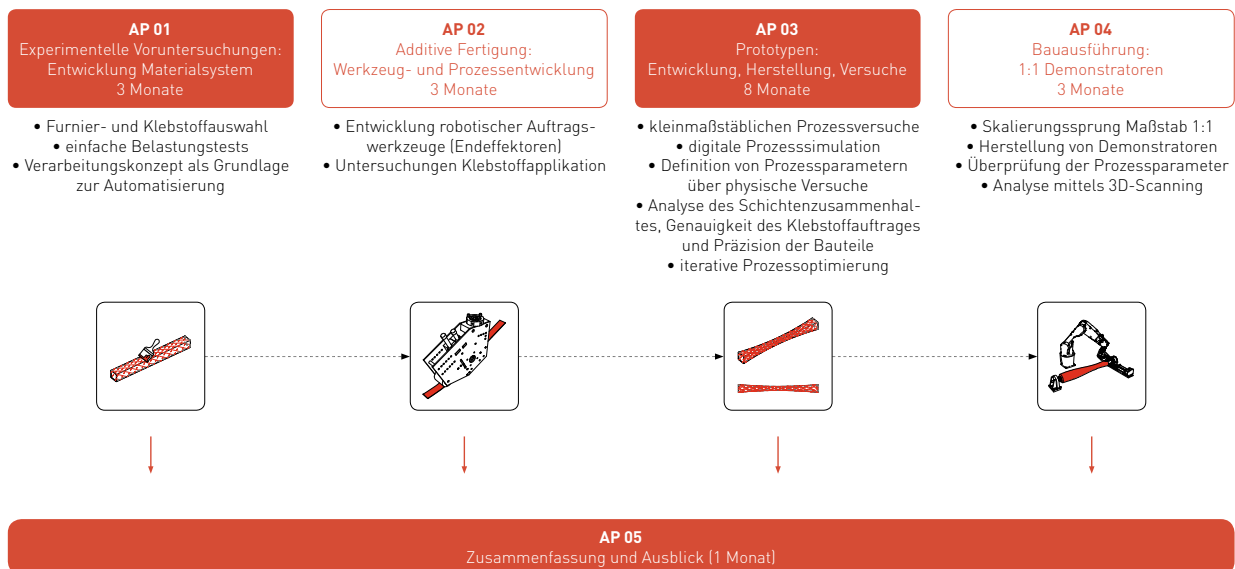 AP 01
Experimentelle Voruntersuchungen:
Entwicklung Materialsystem
3 Monate
• Furnier- und Klebstoffauswahl
• einfache Belastungstests
• Verarbeitungskonzept als Grundlage
zur Automatisierung
AP 02
Additive Fertigung:
Werkzeug- und Prozessentwicklung
3 Monate
• Entwicklung robotischer Auftrags-
werkzeuge (Endeffektoren)
• Untersuchungen Klebstoffapplikation
AP 03
Prototypen:
Entwicklung, Herstellung, Versuche
8 Monate
• kleinmaßstäblichen Prozessversuche
• digitale Prozesssimulation
• Definition von Prozessparametern
über physische Versuche
• Analyse des Schichtenzusammenhal-
tes, Genauigkeit des Klebstoffauftrages
und Präzision der Bauteile
• iterative Prozessoptimierung
AP 04
Bauausführung:
1:1 Demonstratoren
3 Monate
• Skalierungssprung Maßstab 1:1
• Herstellung von Demonstratoren
• Überprüfung der Prozessparameter
• Analyse mittels 3D-Scanning
AP 05
Zusammenfassung und Ausblick (1 Monat)